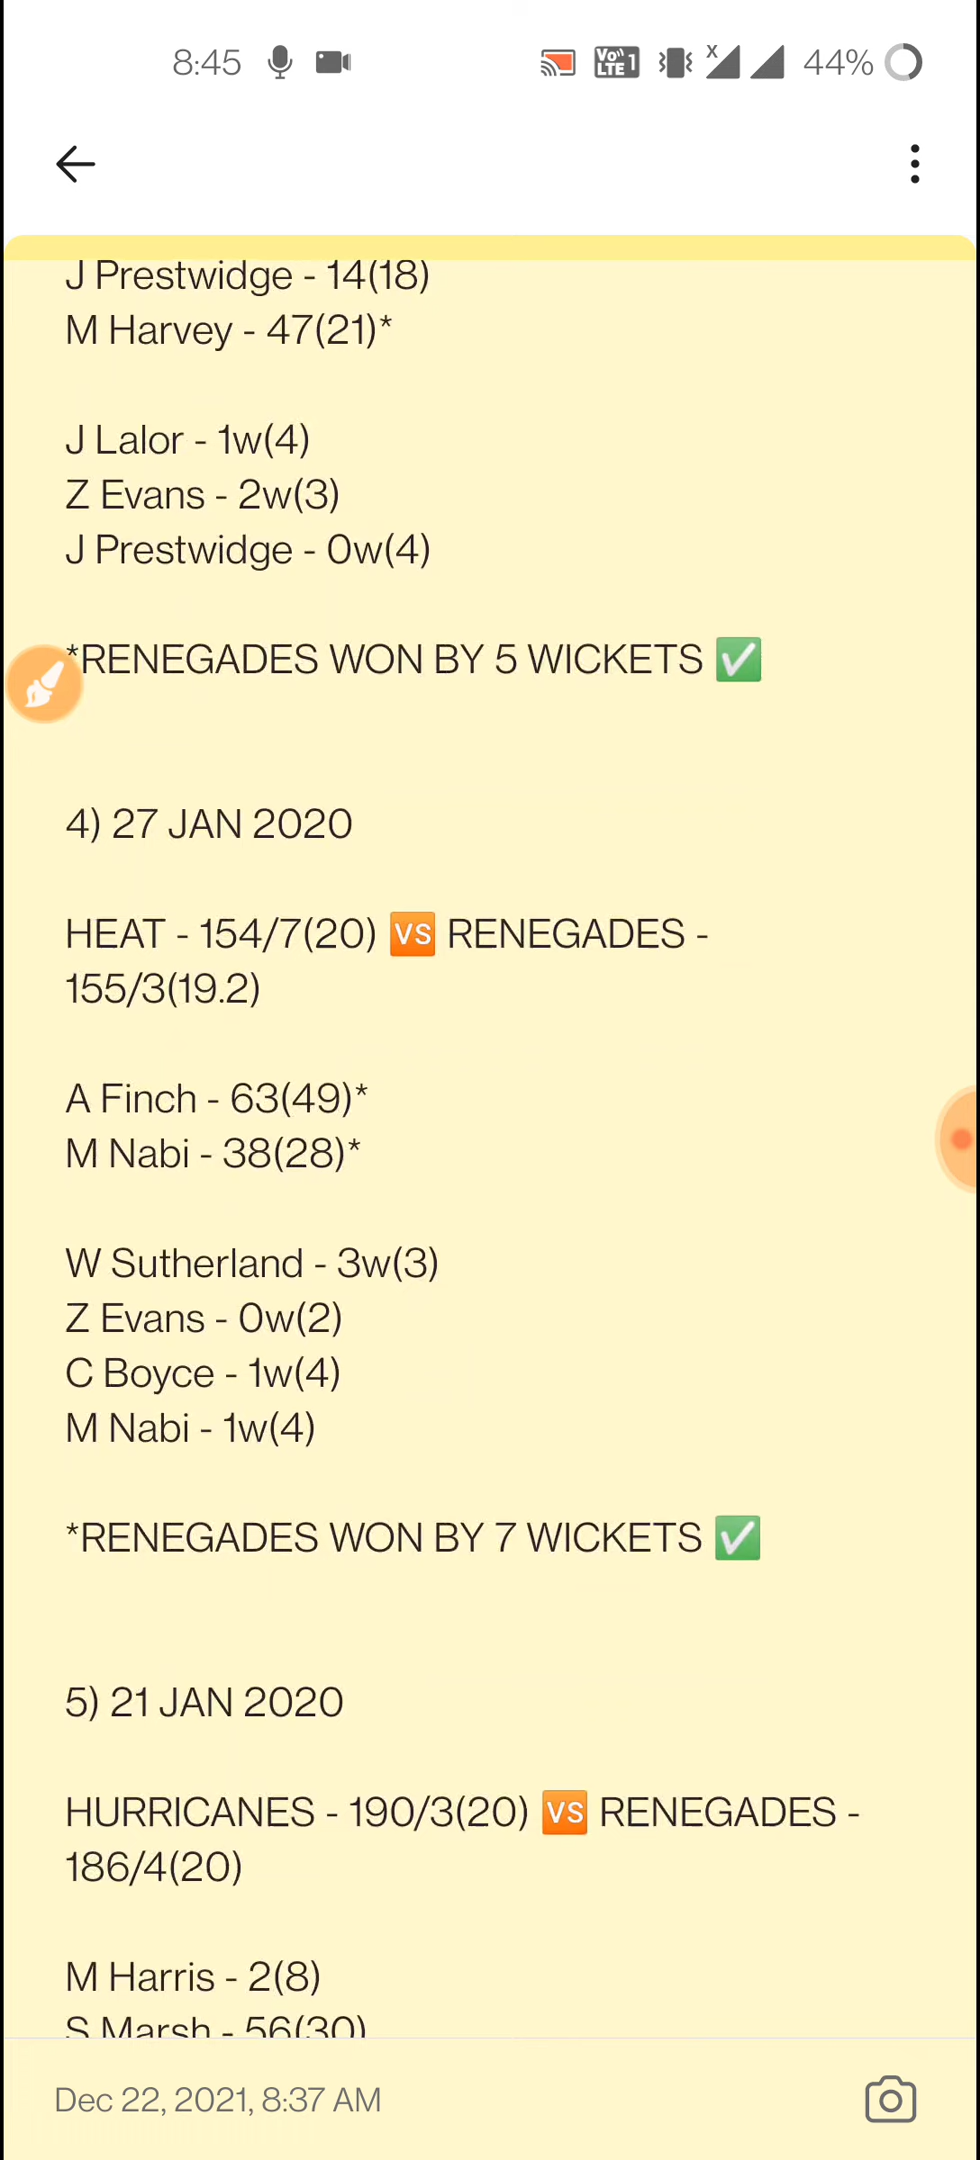 8:45 VoLTE 1 x 44%
J Prestwidge - 14(18)
M Harvey - 47(21)*
J Lalor - 1w(4)
Z Evans - 2w(3)
J Prestwidge - 0w(4)
*RENEGADES WON BY 5 WICKETS ✅
4) 27 JAN 2020
HEAT - 154/7(20) 🆚 RENEGADES -
155/3(19.2)
A Finch - 63(49)*
M Nabi - 38(28)*
W Sutherland - 3w(3)
Z Evans - 0w(2)
C Boyce - 1w(4)
M Nabi - 1w(4)
*RENEGADES WON BY 7 WICKETS ✅
5) 21 JAN 2020
HURRICANES - 190/3(20) 🆚 RENEGADES -
186/4(20)
M Harris - 2(8)
S Marsh - 56(30)
Dec 22, 2021, 8:37 AM